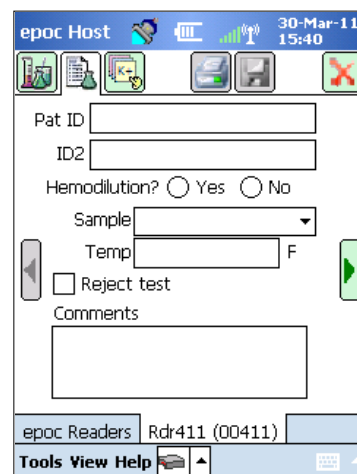 epoc Host 30-Mar-11
15:40
K+
Pat ID
ID2
Hemodilution? Yes No
Sample
Temp F
Reject test
Comments
epoc Readers Rdr411 (00411)
Tools View Help